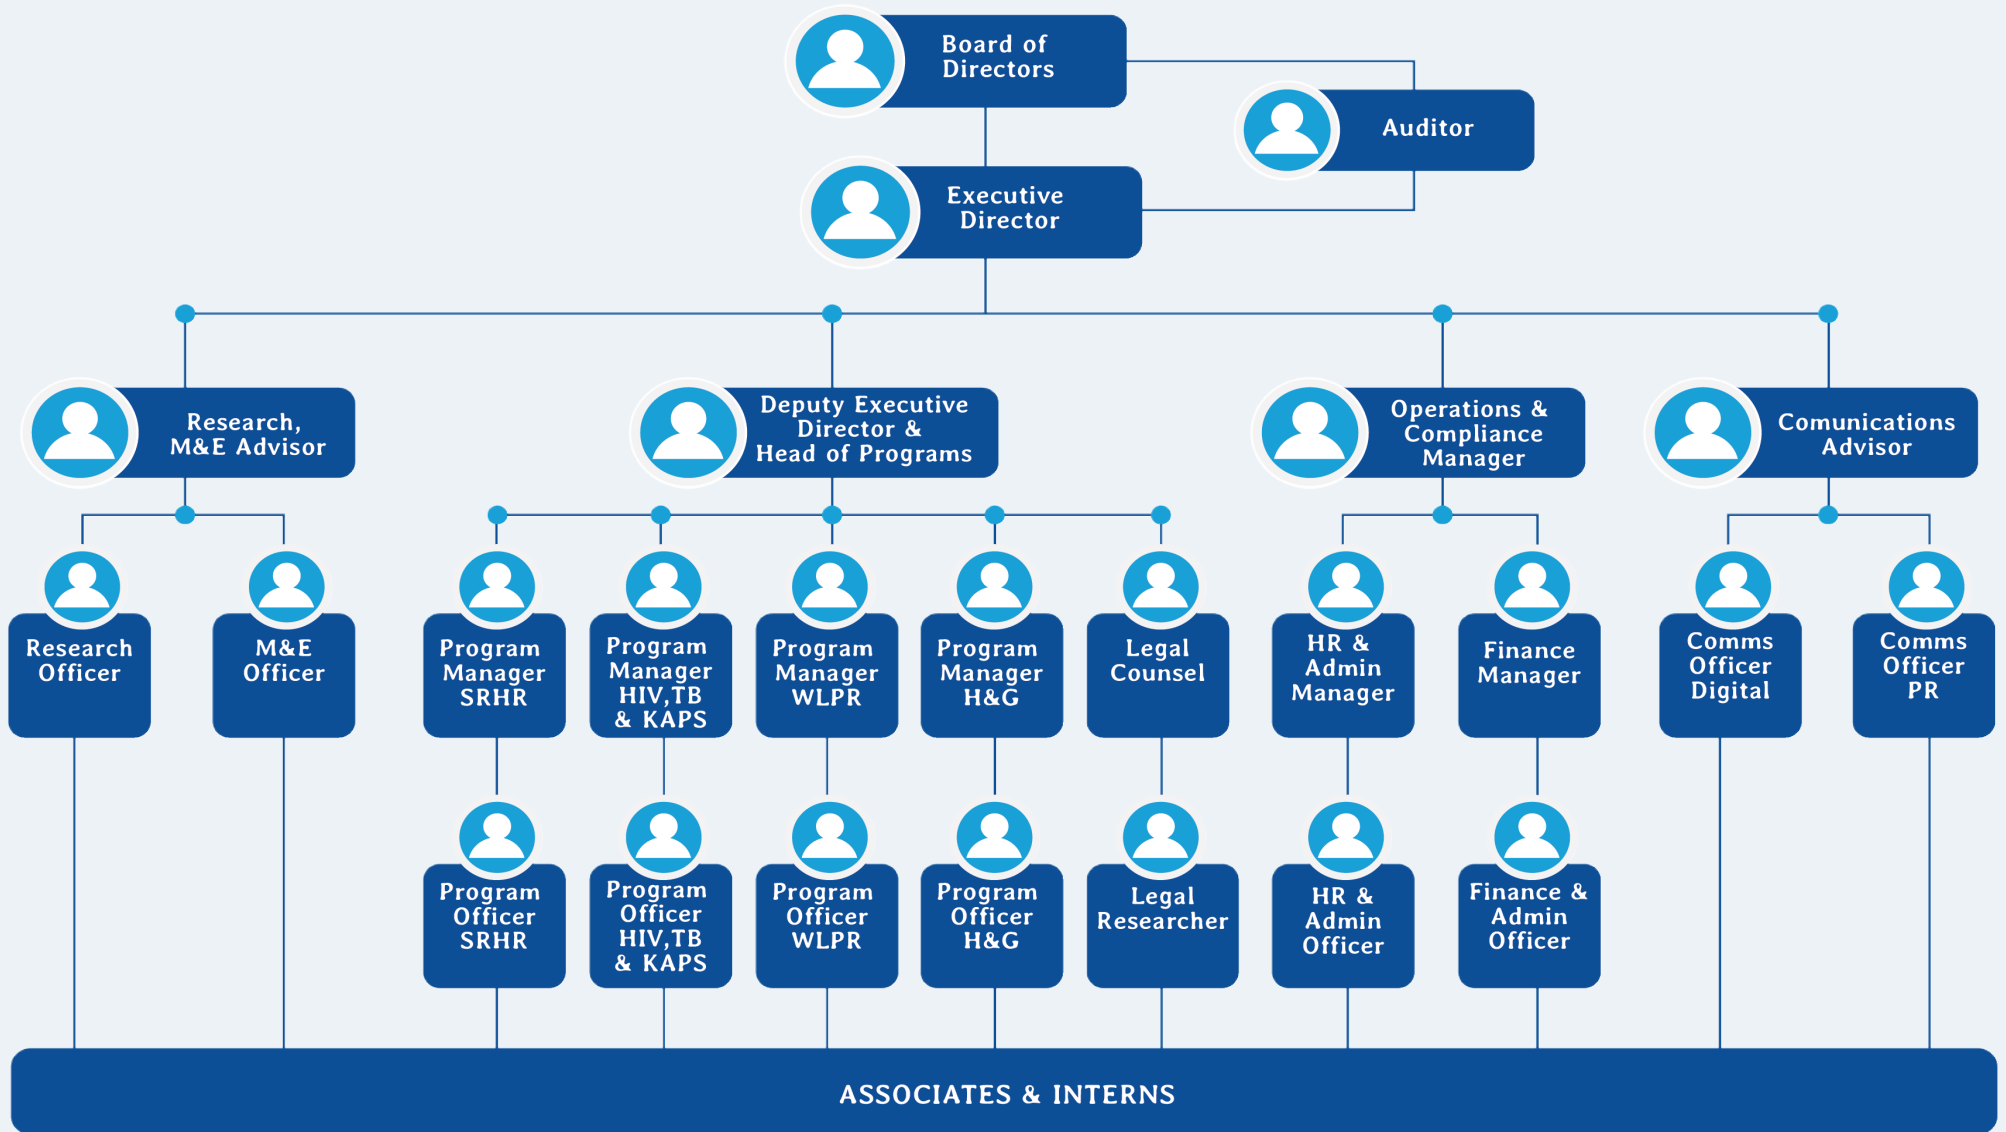 Board of
Directors
Auditor
Executive
Director
Research,
M&E Advisor
Deputy Executive
Director &
Head of Programs
Operations &
Compliance
Manager
Comunications
Advisor
Research
Officer
M&E
Officer
Program
Manager
SRHR
Program
Manager
HIV,TB
& KAPS
Program
Manager
WLPR
Program
Manager
H&G
Legal
Counsel
HR &
Admin
Manager
Finance
Manager
Comms
Officer
Digital
Comms
Officer
PR
Program
Officer
SRHR
Program
Officer
HIV,TB
& KAPS
Program
Officer
WLPR
Program
Officer
H&G
Legal
Researcher
HR &
Admin
Officer
Finance &
Admin
Officer
ASSOCIATES & INTERNS